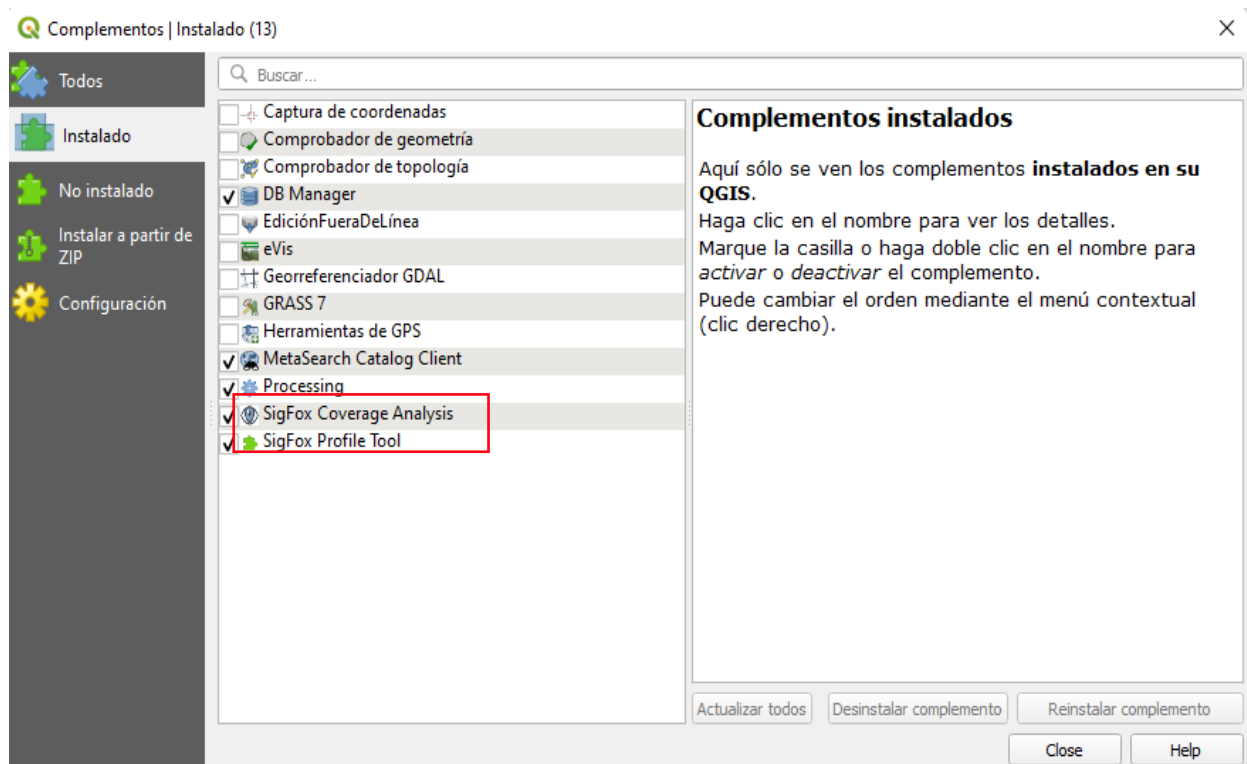 Complementos | Instalado (13)
Todos
Instalado
No instalado
Instalar a partir de
ZIP
Configuración
Buscar...
Captura de coordenadas
Comprobador de geometría
Comprobador de topología
DB Manager
EdiciónFueraDeLínea
eVis
Georreferenciador GDAL
GRASS 7
Herramientas de GPS
MetaSearch Catalog Client
Processing
SigFox Coverage Analysis
SigFox Profile Tool
Complementos instalados
Aquí sólo se ven los complementos instalados en su
QGIS.
Haga clic en el nombre para ver los detalles.
Marque la casilla o haga doble clic en el nombre para
activar o deactivar el complemento.
Puede cambiar el orden mediante el menú contextual
(clic derecho).
Actualizar todos
Desinstalar complemento
Reinstalar complemento
Close
Help